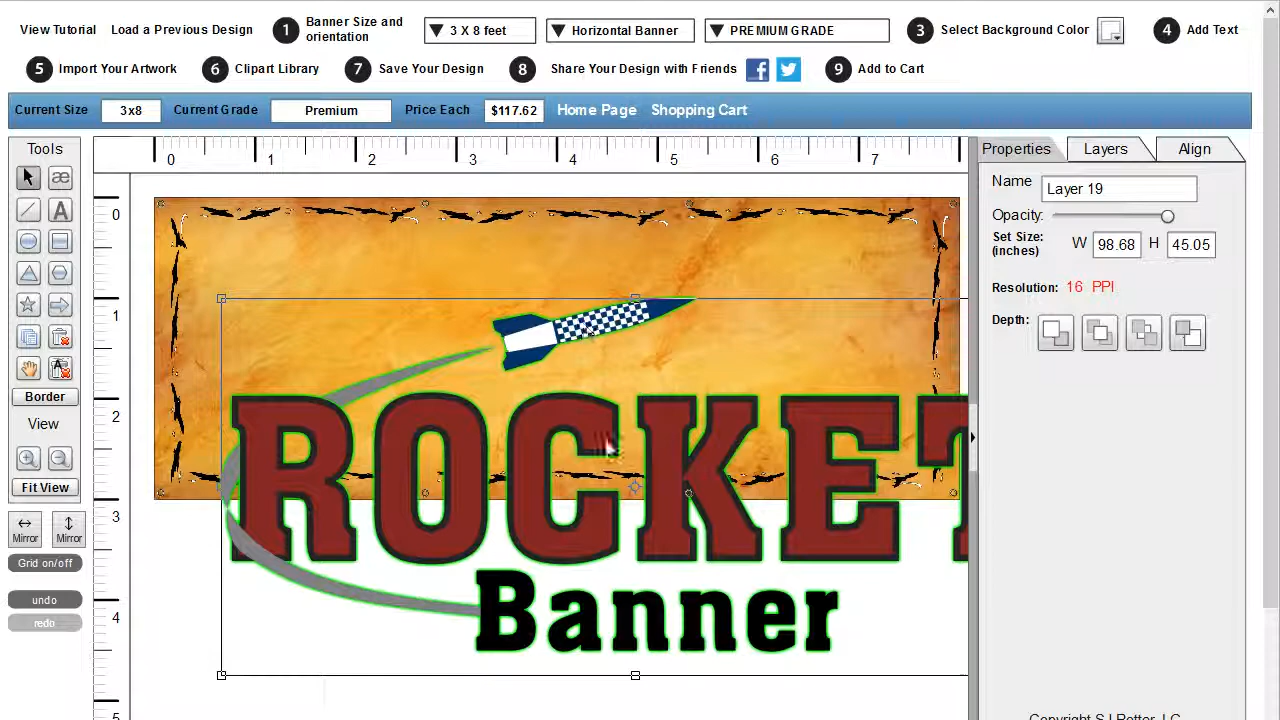 View Tutorial Load a Previous Design 1 Banner Size and orientation 3 X 8 feet Horizontal Banner PREMIUM GRADE 3 Select Background Color 4 Add Text
5 Import Your Artwork 6 Clipart Library 7 Save Your Design 8 Share Your Design with Friends 9 Add to Cart
Current Size 3x8 Current Grade Premium Price Each $117.62 Home Page Shopping Cart
Tools
æ
A
Border
View
Fit View
Mirror Mirror
Grid on/off
undo
redo
0 1 2 3 4 5 6 7
0
1
2
3
4
5
ROCKET
Banner
Properties Layers Align
Name Layer 19
Opacity:
Set Size: (inches) W 98.68 H 45.05
Resolution: 16 PPI
Depth: